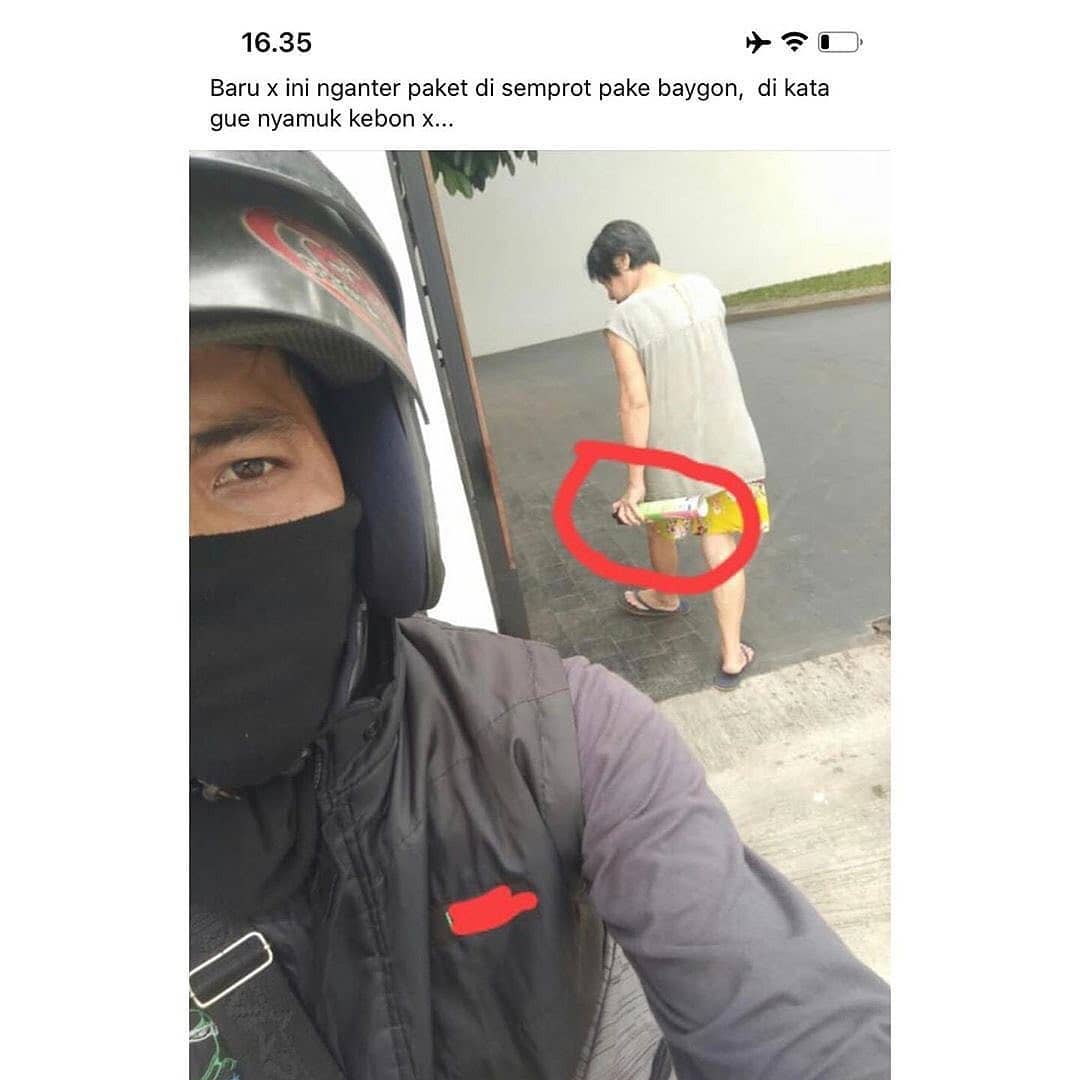 16.35
Baru x ini nganter paket di semprot pake baygon, di kata
gue nyamuk kebon x...